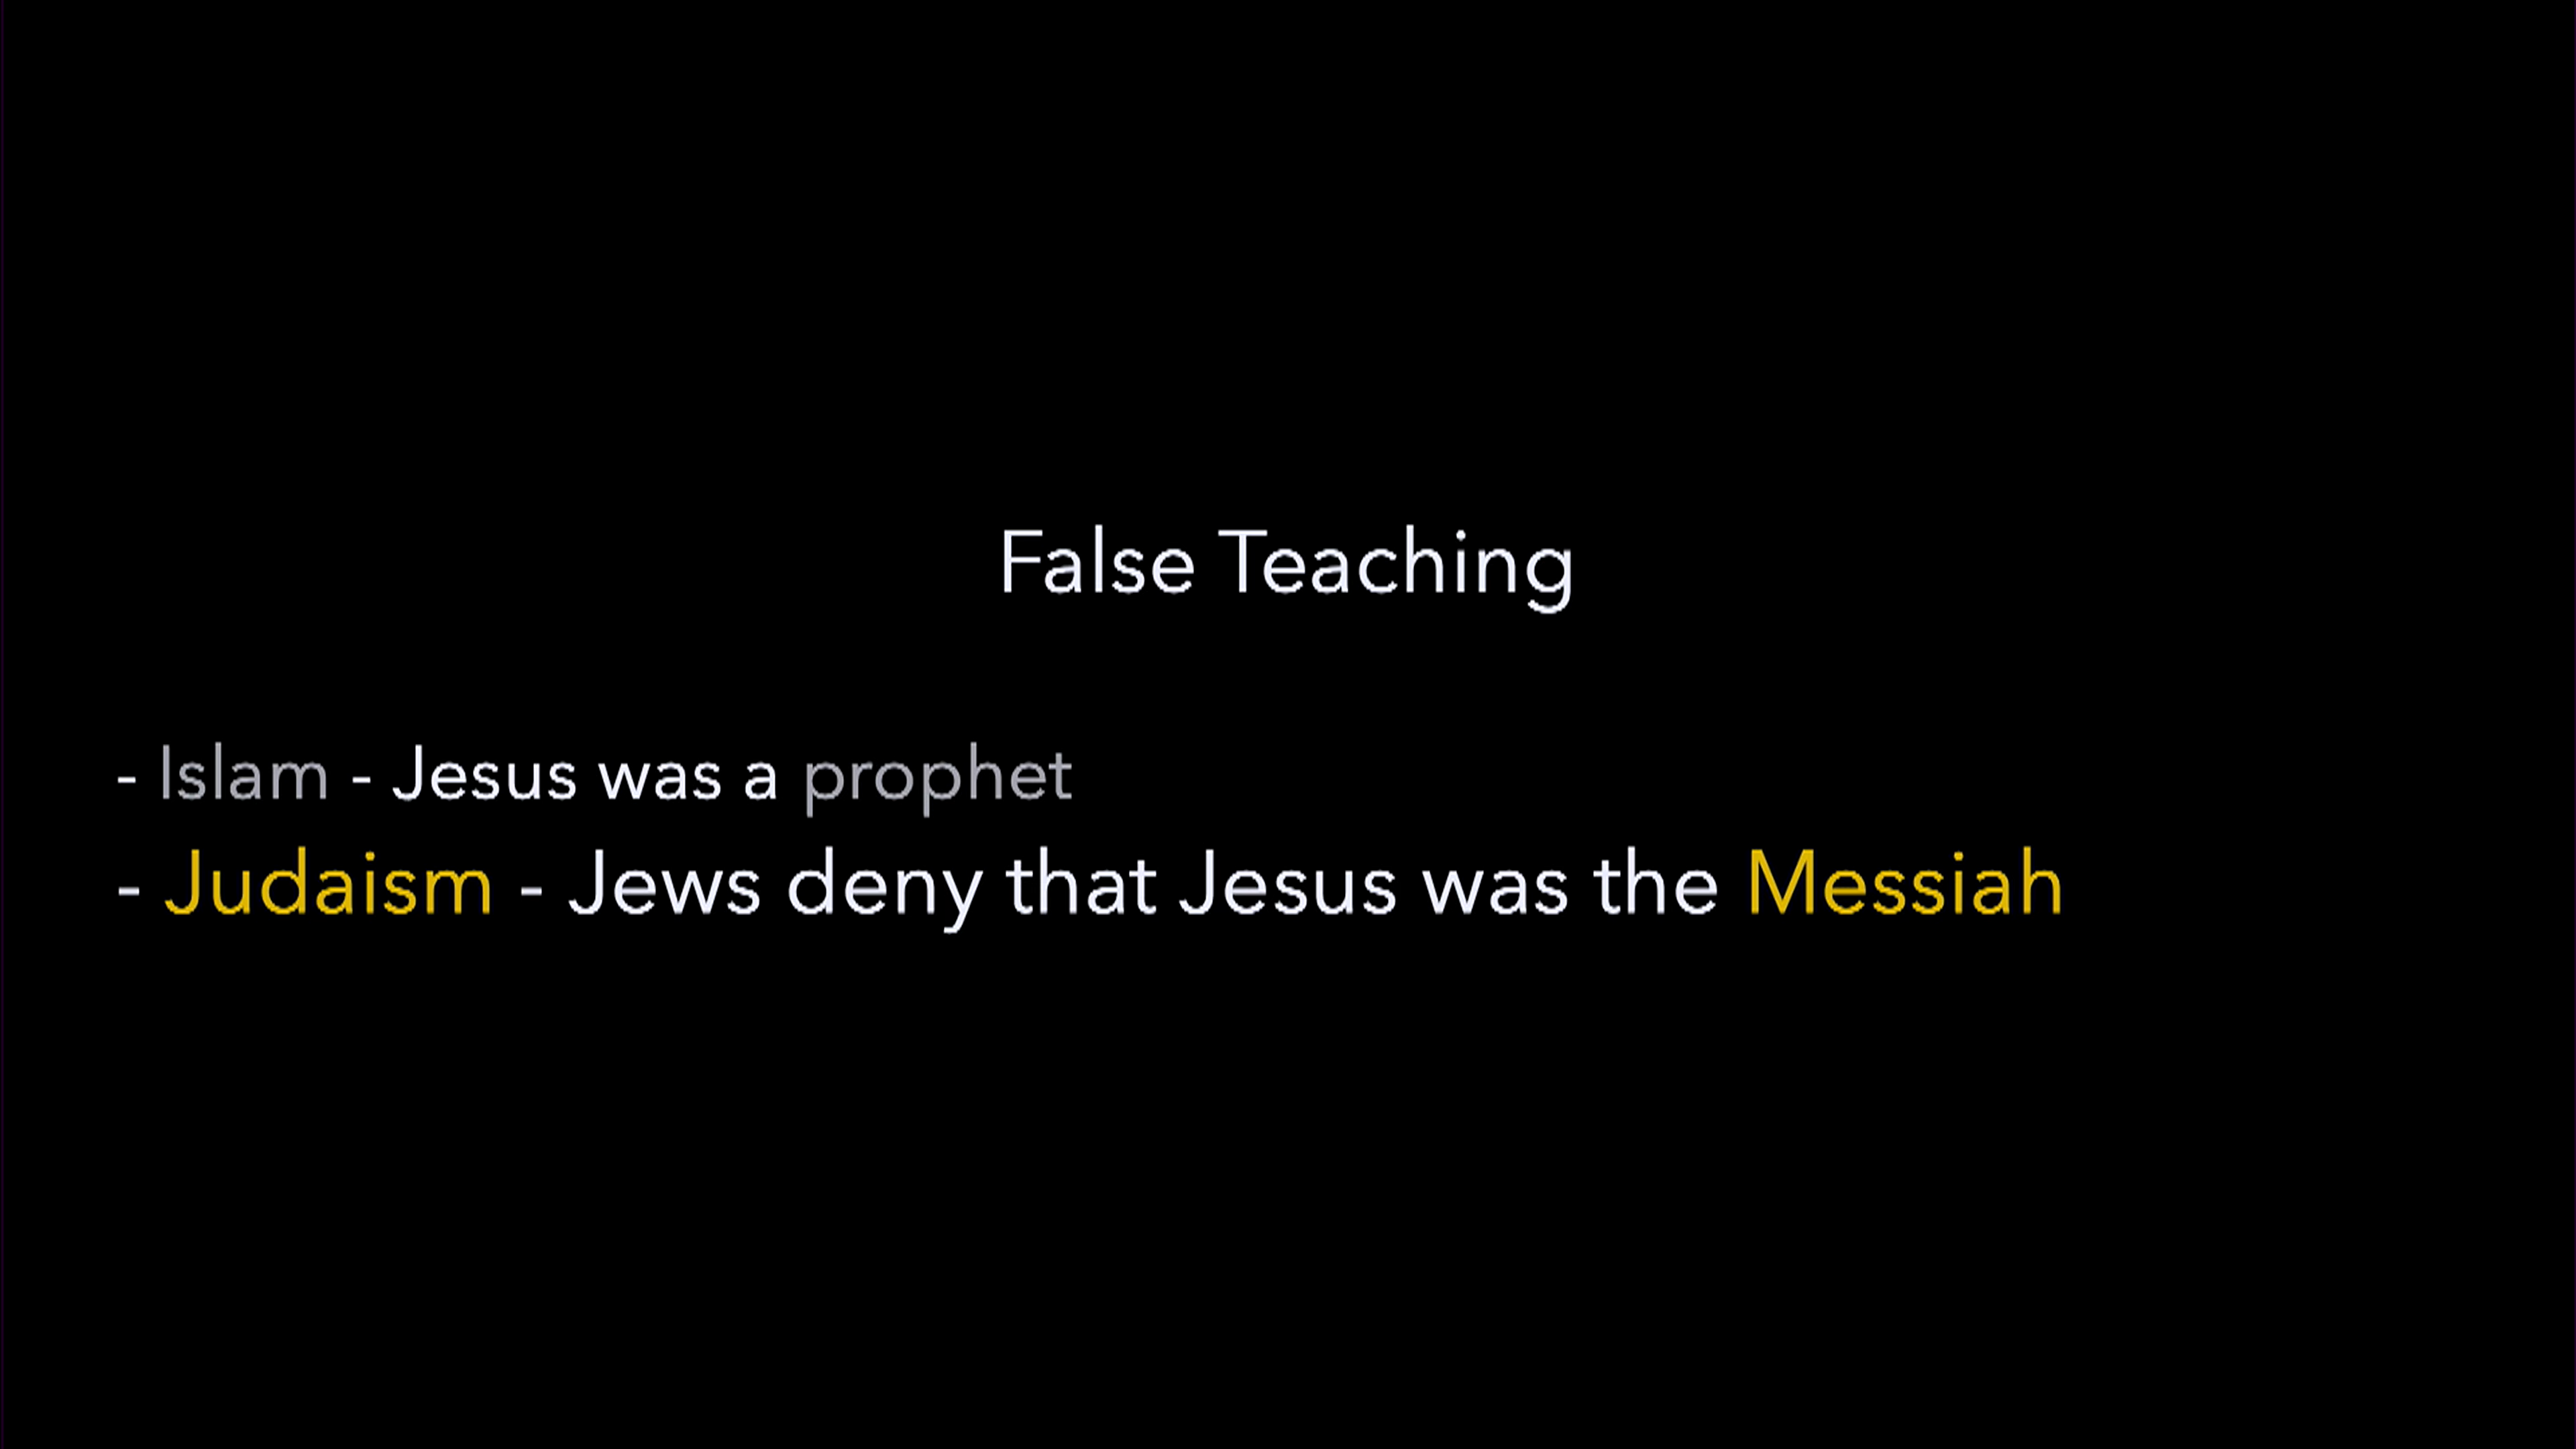 False Teaching
- Islam - Jesus was a prophet
- Judaism - Jews deny that Jesus was the Messiah